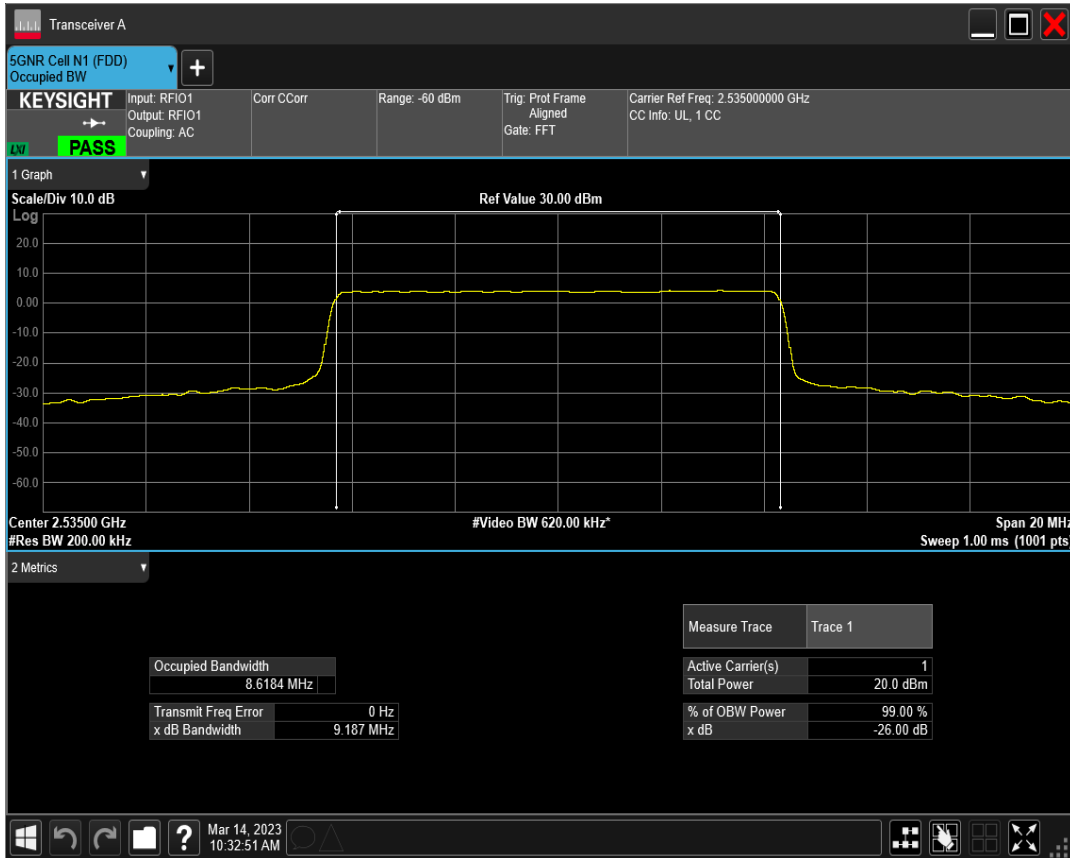 Transceiver A
5GNR Cell N1 (FDD)
Occupied BW
+
KEYSIGHT
LXI
PASS
Input: RFIO1
Output: RFIO1
Coupling: AC
Corr CCorr
Range: -60 dBm
Trig: Prot Frame
Aligned
Gate: FFT
Carrier Ref Freq: 2.535000000 GHz
CC Info: UL, 1 CC
1 Graph
Scale/Div 10.0 dB
Ref Value 30.00 dBm
Log
20.0
10.0
0.00
-10.0
-20.0
-30.0
-40.0
-50.0
-60.0
Center 2.53500 GHz
#Video BW 620.00 kHz*
Span 20 MHz
#Res BW 200.00 kHz
Sweep 1.00 ms (1001 pts)
2 Metrics
Measure Trace Trace 1
Occupied Bandwidth
8.6184 MHz
Active Carrier(s) 1
Total Power 20.0 dBm
Transmit Freq Error 0 Hz
x dB Bandwidth 9.187 MHz
% of OBW Power 99.00 %
x dB -26.00 dB
?
Mar 14, 2023
10:32:51 AM